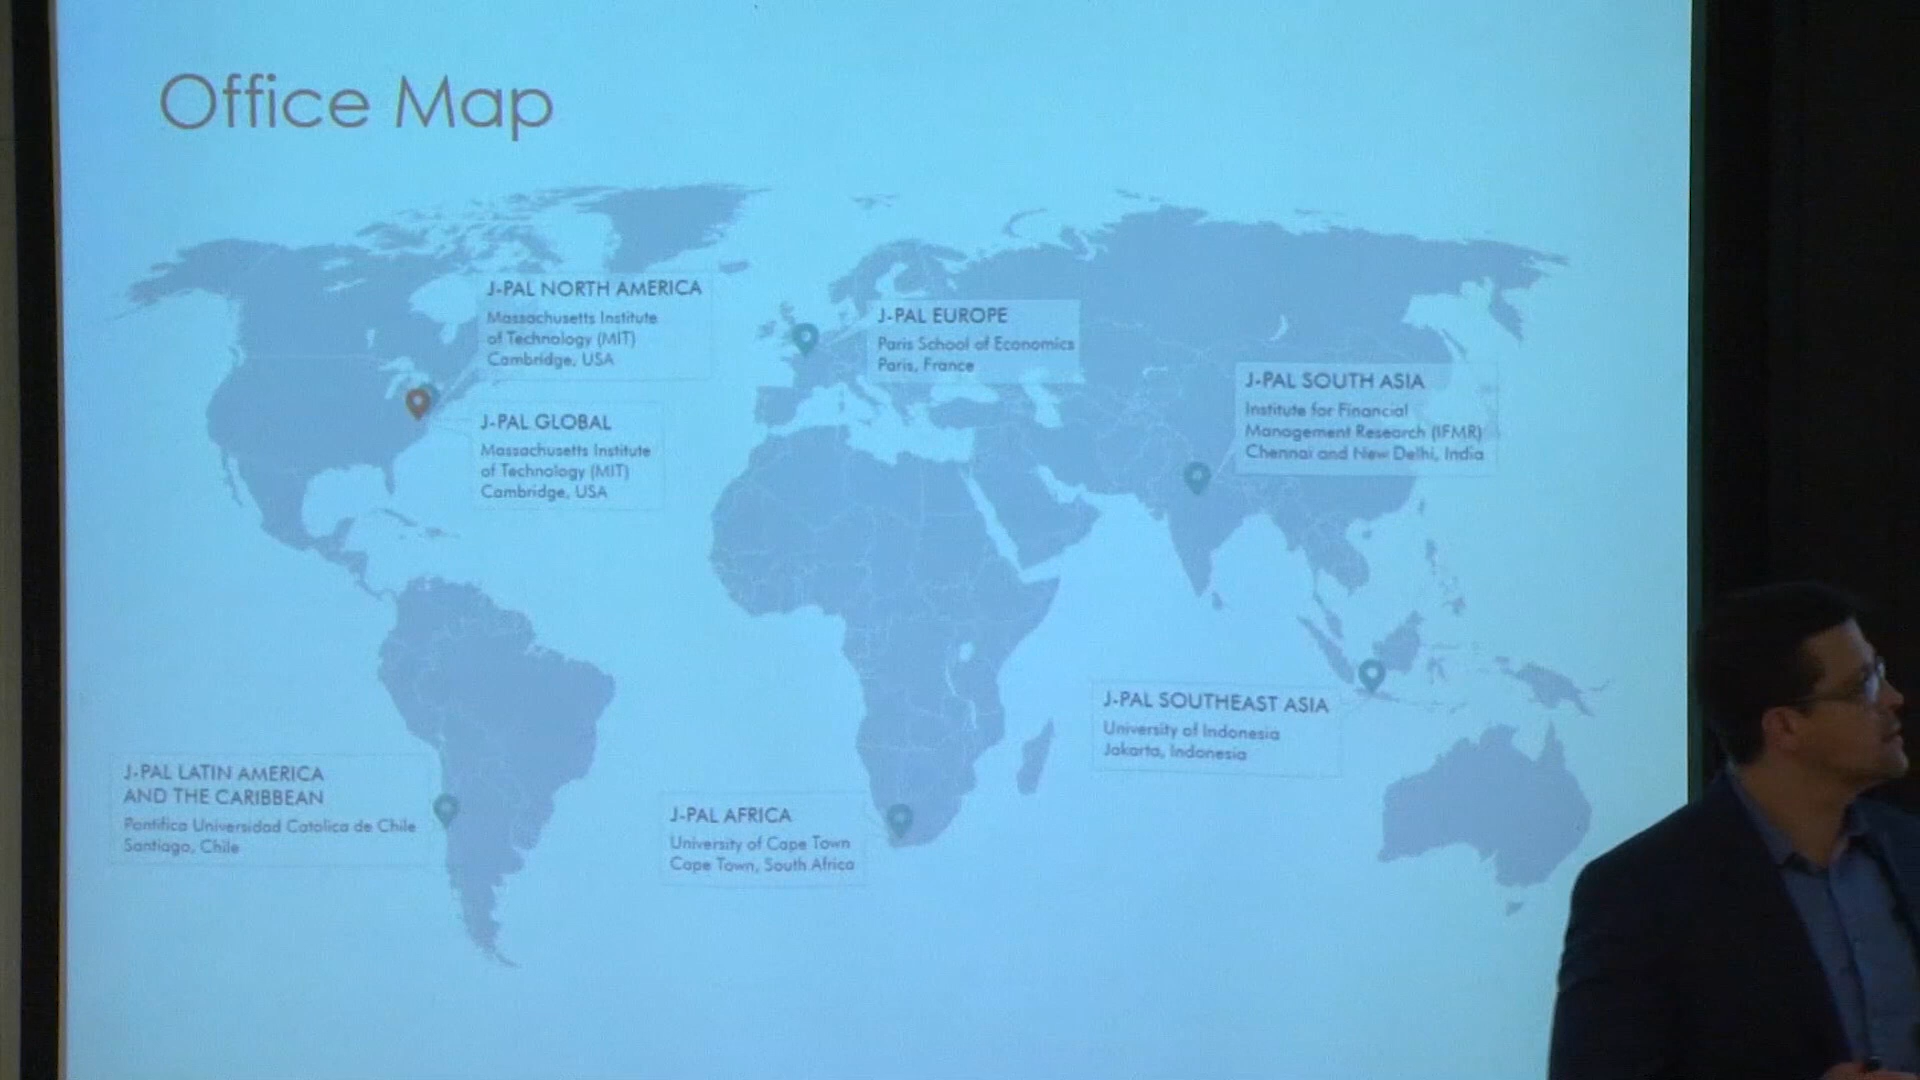 Office Map
J-PAL NORTH AMERICA
Massachusetts Institute
of Technology (MIT)
Cambridge, USA
J-PAL EUROPE
Paris School of Economics
Paris, France
J-PAL SOUTH ASIA
Institute for Financial
Management Research (IFMR)
Chennai and New Delhi, India
J-PAL GLOBAL
Massachusetts Institute
of Technology (MIT)
Cambridge, USA
J-PAL SOUTHEAST ASIA
University of Indonesia
Jakarta, Indonesia
J-PAL LATIN AMERICA
AND THE CARIBBEAN
Pontifica Universidad Catolica de Chile
Santiago, Chile
J-PAL AFRICA
University of Cape Town
Cape Town, South Africa